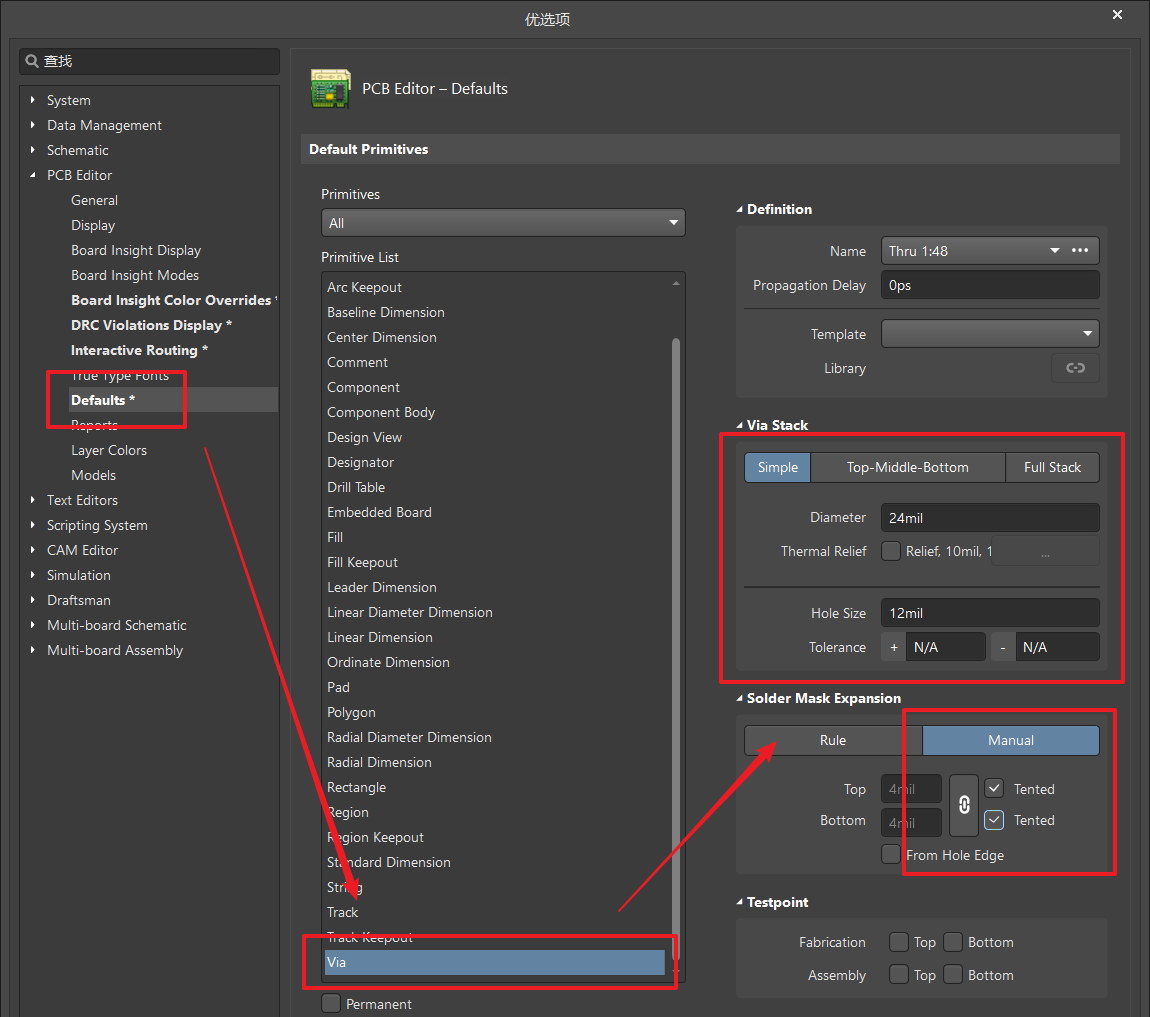 优选项
查找
System
Data Management
Schematic
PCB Editor
General
Display
Board Insight Display
Board Insight Modes
Board Insight Color Overrides *
DRC Violations Display *
Interactive Routing *
True Type Fonts
Defaults *
Reports
Layer Colors
Models
Text Editors
Scripting System
CAM Editor
Simulation
Draftsman
Multi-board Schematic
Multi-board Assembly
PCB Editor – Defaults
Default Primitives
Primitives
All
Primitive List
Arc Keepout
Baseline Dimension
Center Dimension
Comment
Component
Component Body
Design View
Designator
Drill Table
Embedded Board
Fill
Fill Keepout
Leader Dimension
Linear Diameter Dimension
Linear Dimension
Ordinate Dimension
Pad
Polygon
Radial Diameter Dimension
Radial Dimension
Rectangle
Region
Region Keepout
Standard Dimension
String
Track
Track Keepout
Via
Permanent
Definition
Name Thru 1:48 •••
Propagation Delay 0ps
Template
Library
Via Stack
Simple Top-Middle-Bottom Full Stack
Diameter 24mil
Thermal Relief Relief, 10mil, 1 ...
Hole Size 12mil
Tolerance + N/A - N/A
Solder Mask Expansion
Rule Manual
Top 4mil Tented
Bottom 4mil Tented
From Hole Edge
Testpoint
Fabrication Top Bottom
Assembly Top Bottom